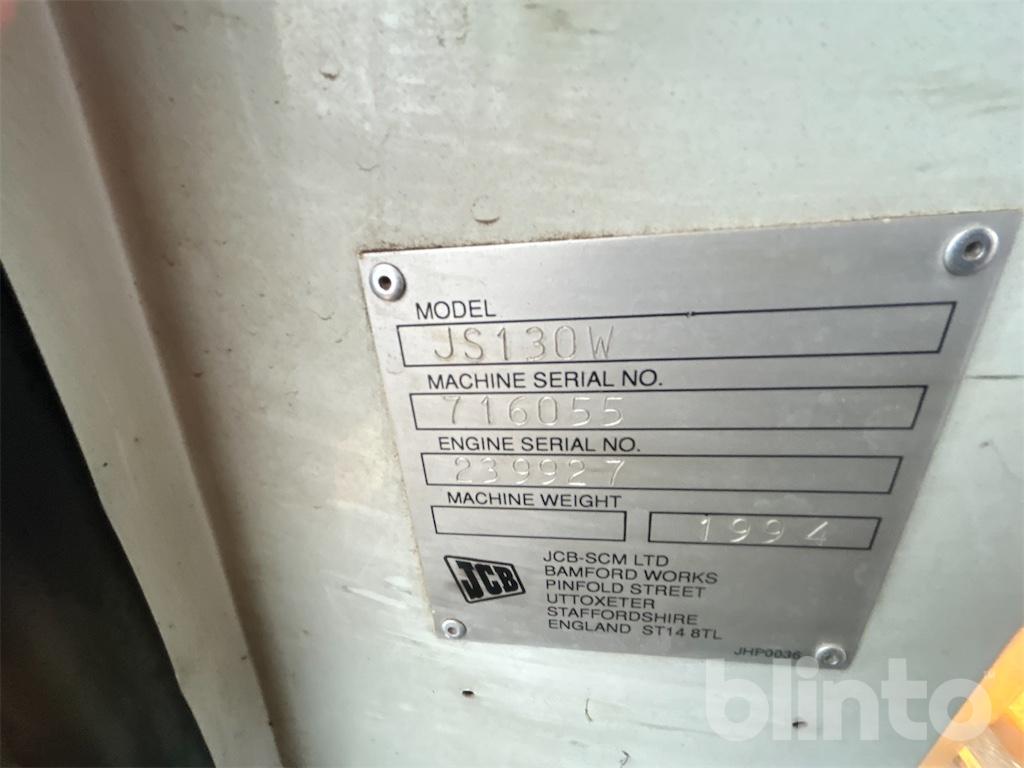 MODEL
JS130W
MACHINE SERIAL NO.
716055
ENGINE SERIAL NO.
239927
MACHINE WEIGHT
1994
JCB
JCB-SCM LTD
BAMFORD WORKS
PINFOLD STREET
UTTOXETER
STAFFORDSHIRE
ENGLAND ST14 8TL
JHP0036
blinto